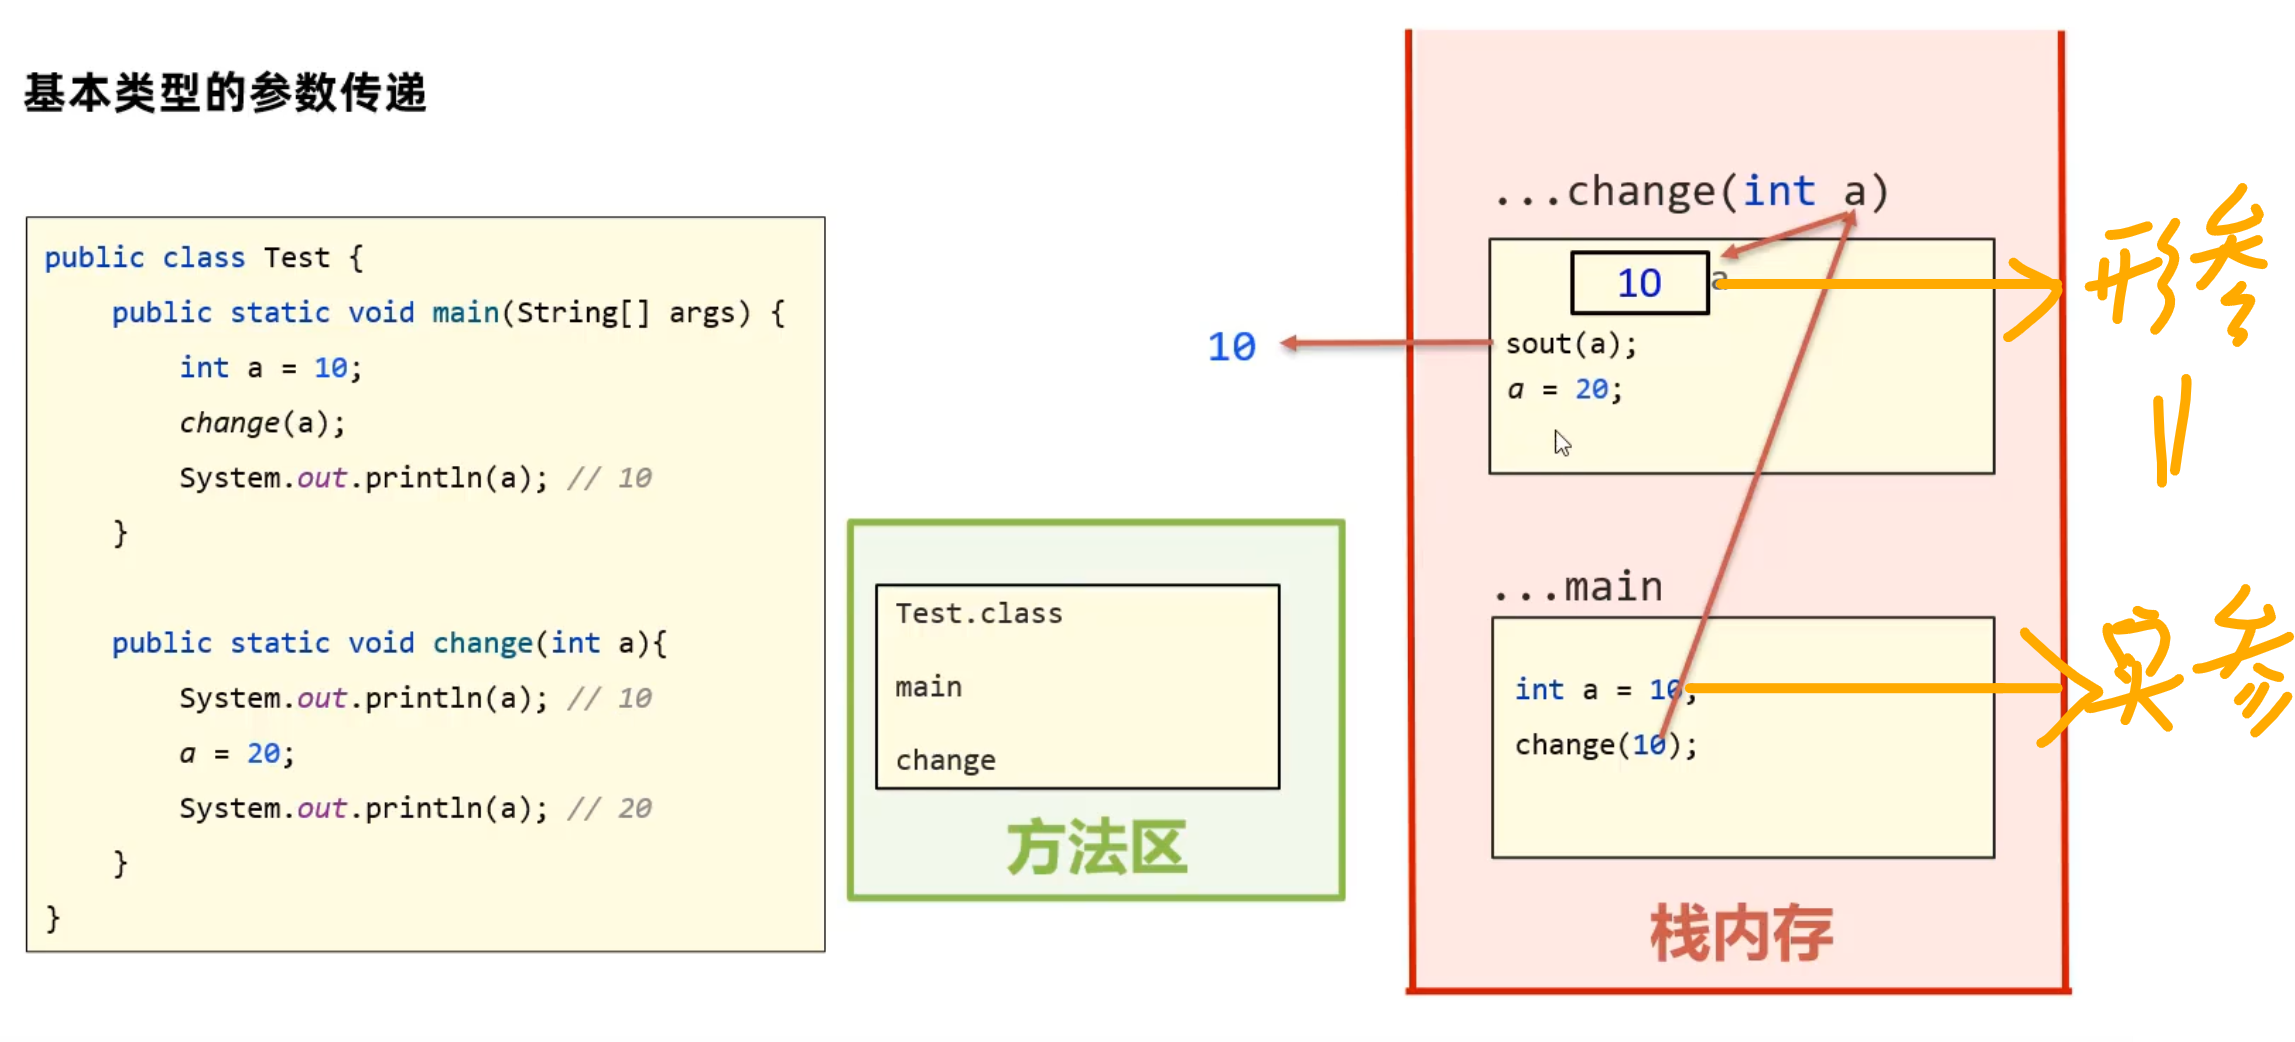 基本类型的参数传递
public class Test {
public static void main(String[] args) {
int a = 10;
change(a);
System.out.println(a); // 10
}
public static void change(int a){
System.out.println(a); // 10
a = 20;
System.out.println(a); // 20
}
}
Test.class
main
change
方法区
10
...change(int a)
10 a
sout(a);
a = 20;
...main
int a = 10;
change(10);
栈内存
形参
=
实参